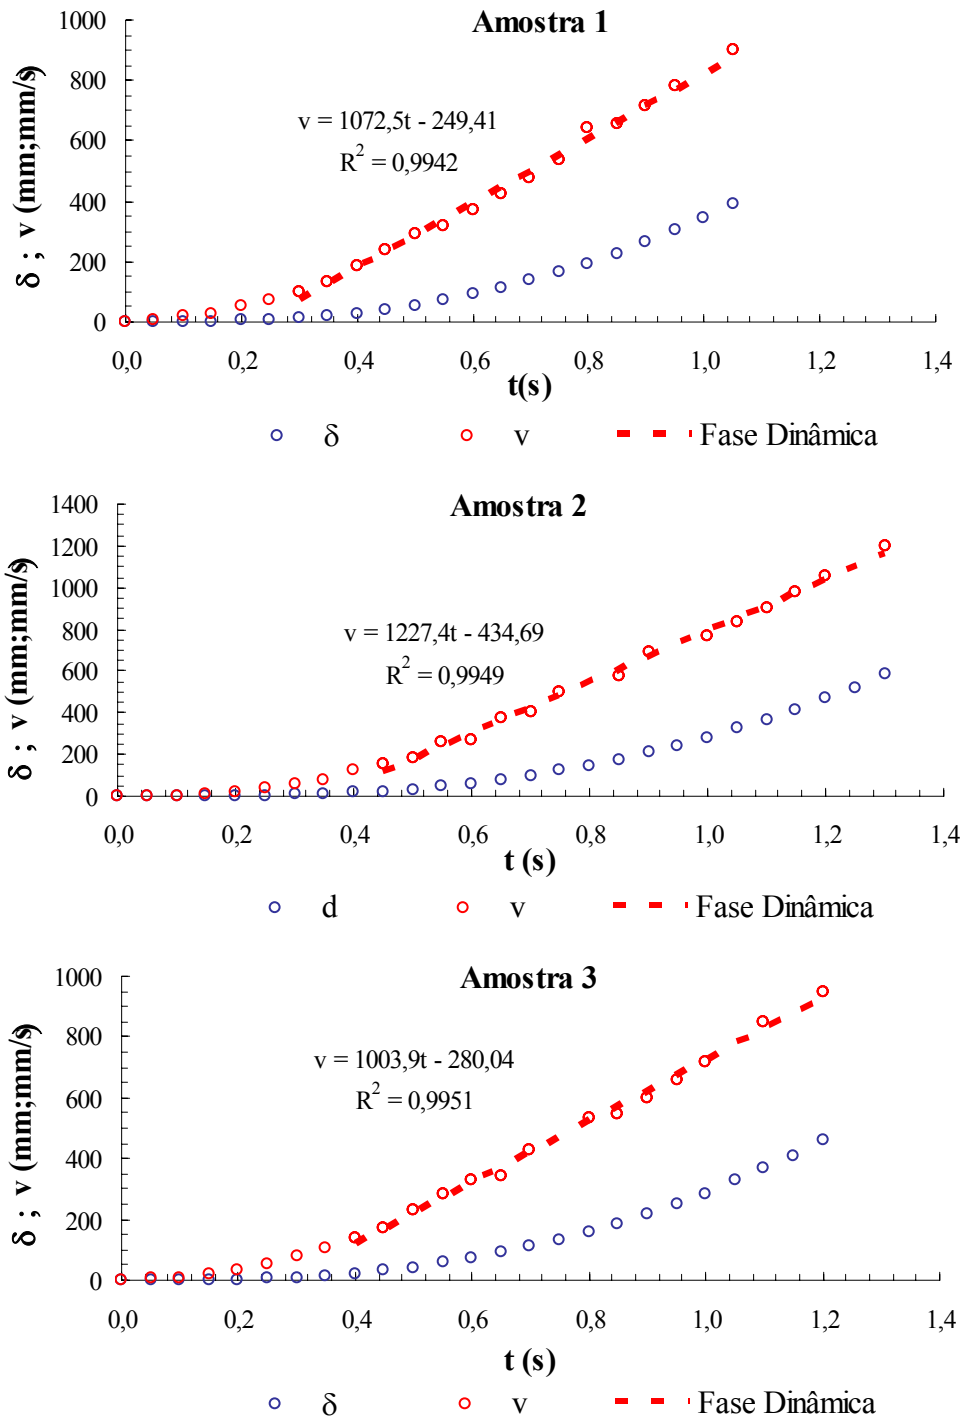 Amostra 1
1000
800
600
400
200
0
δ ; v (mm;mm/s)
v = 1072,5t - 249,41
R² = 0,9942
0,0 0,2 0,4 0,6 0,8 1,0 1,2 1,4
t(s)
δ v Fase Dinâmica
Amostra 2
1400
1200
1000
800
600
400
200
0
δ ; v (mm;mm/s)
v = 1227,4t - 434,69
R² = 0,9949
0,0 0,2 0,4 0,6 0,8 1,0 1,2 1,4
t (s)
d v Fase Dinâmica
Amostra 3
1000
800
600
400
200
0
δ ; v (mm;mm/s)
v = 1003,9t - 280,04
R² = 0,9951
0,0 0,2 0,4 0,6 0,8 1,0 1,2 1,4
t (s)
δ v Fase Dinâmica